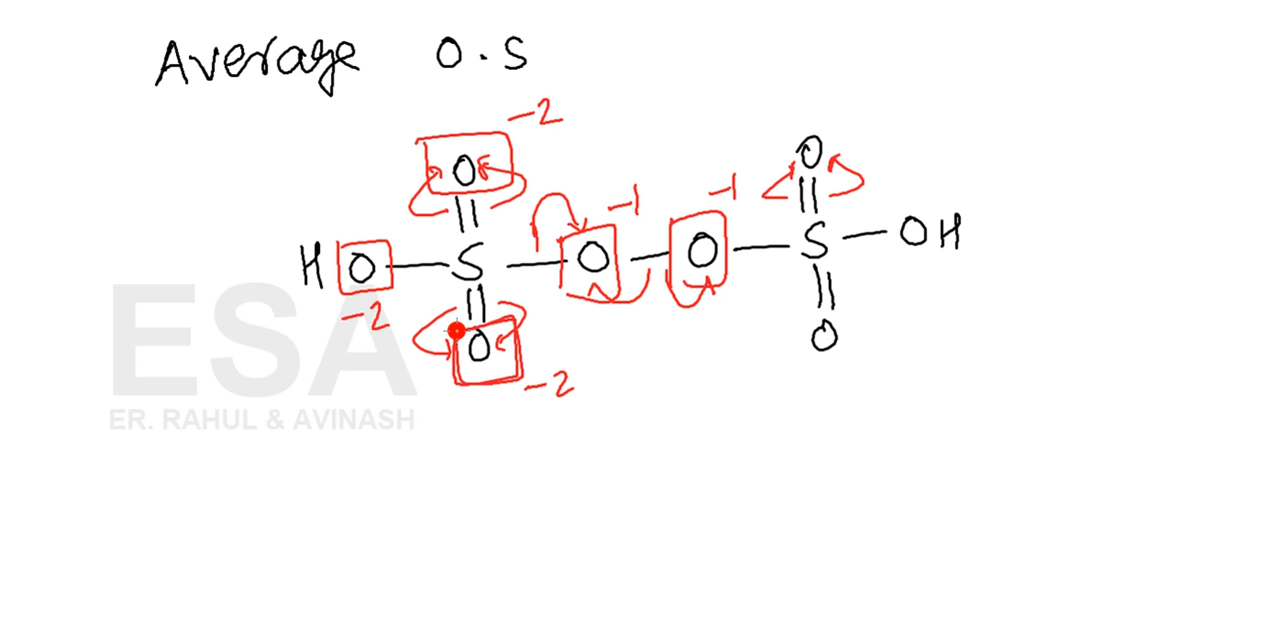 Average O.S
-2
O
-1
-1
O
HO-S-O-O-S-OH
-2
O
O
-2
ESA
ER. RAHUL & AVINASH